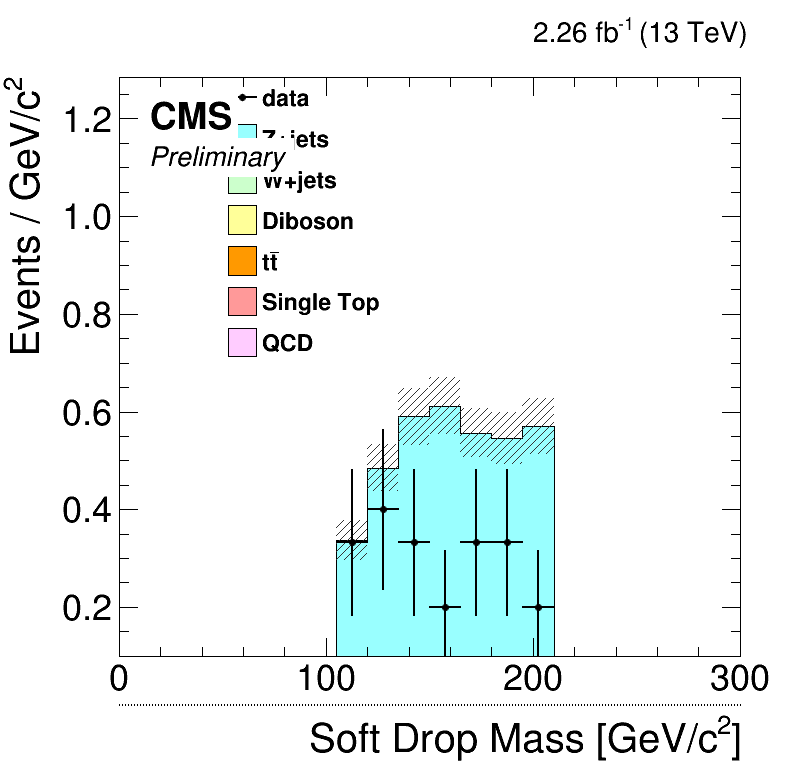 2.26 fb-1 (13 TeV)
Events / GeV/c2
1.2
1.0
0.8
0.6
0.4
0.2
CMS
Preliminary
data
Z+jets
W+jets
Diboson
tt̄
Single Top
QCD
0 100 200 300
Soft Drop Mass [GeV/c2]